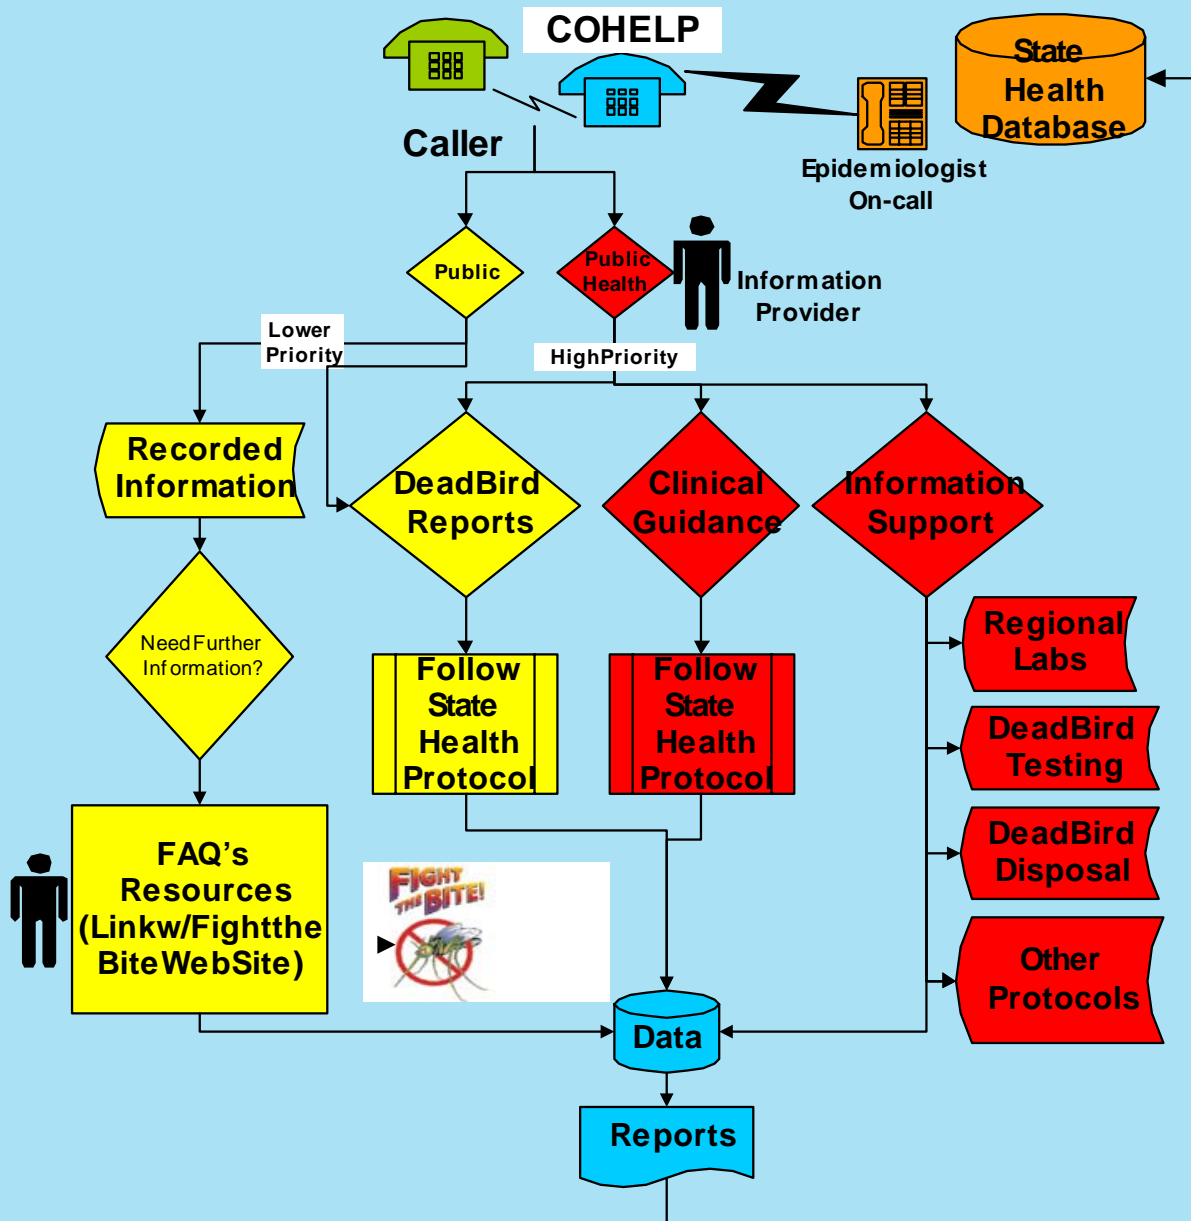 COHELP
State
Health
Database
Caller
Epidemiologist
On-call
Public
Public
Health
Information
Provider
Lower
Priority
HighPriority
Recorded
Information
DeadBird
Reports
Clinical
Guidance
Information
Support
NeedFurther
Information?
Follow
State
Health
Protocol
Follow
State
Health
Protocol
Regional
Labs
DeadBird
Testing
DeadBird
Disposal
Other
Protocols
FAQ's
Resources
(Linkw/Fightthe
BiteWebSite)
FIGHT
THE BITE!
Data
Reports